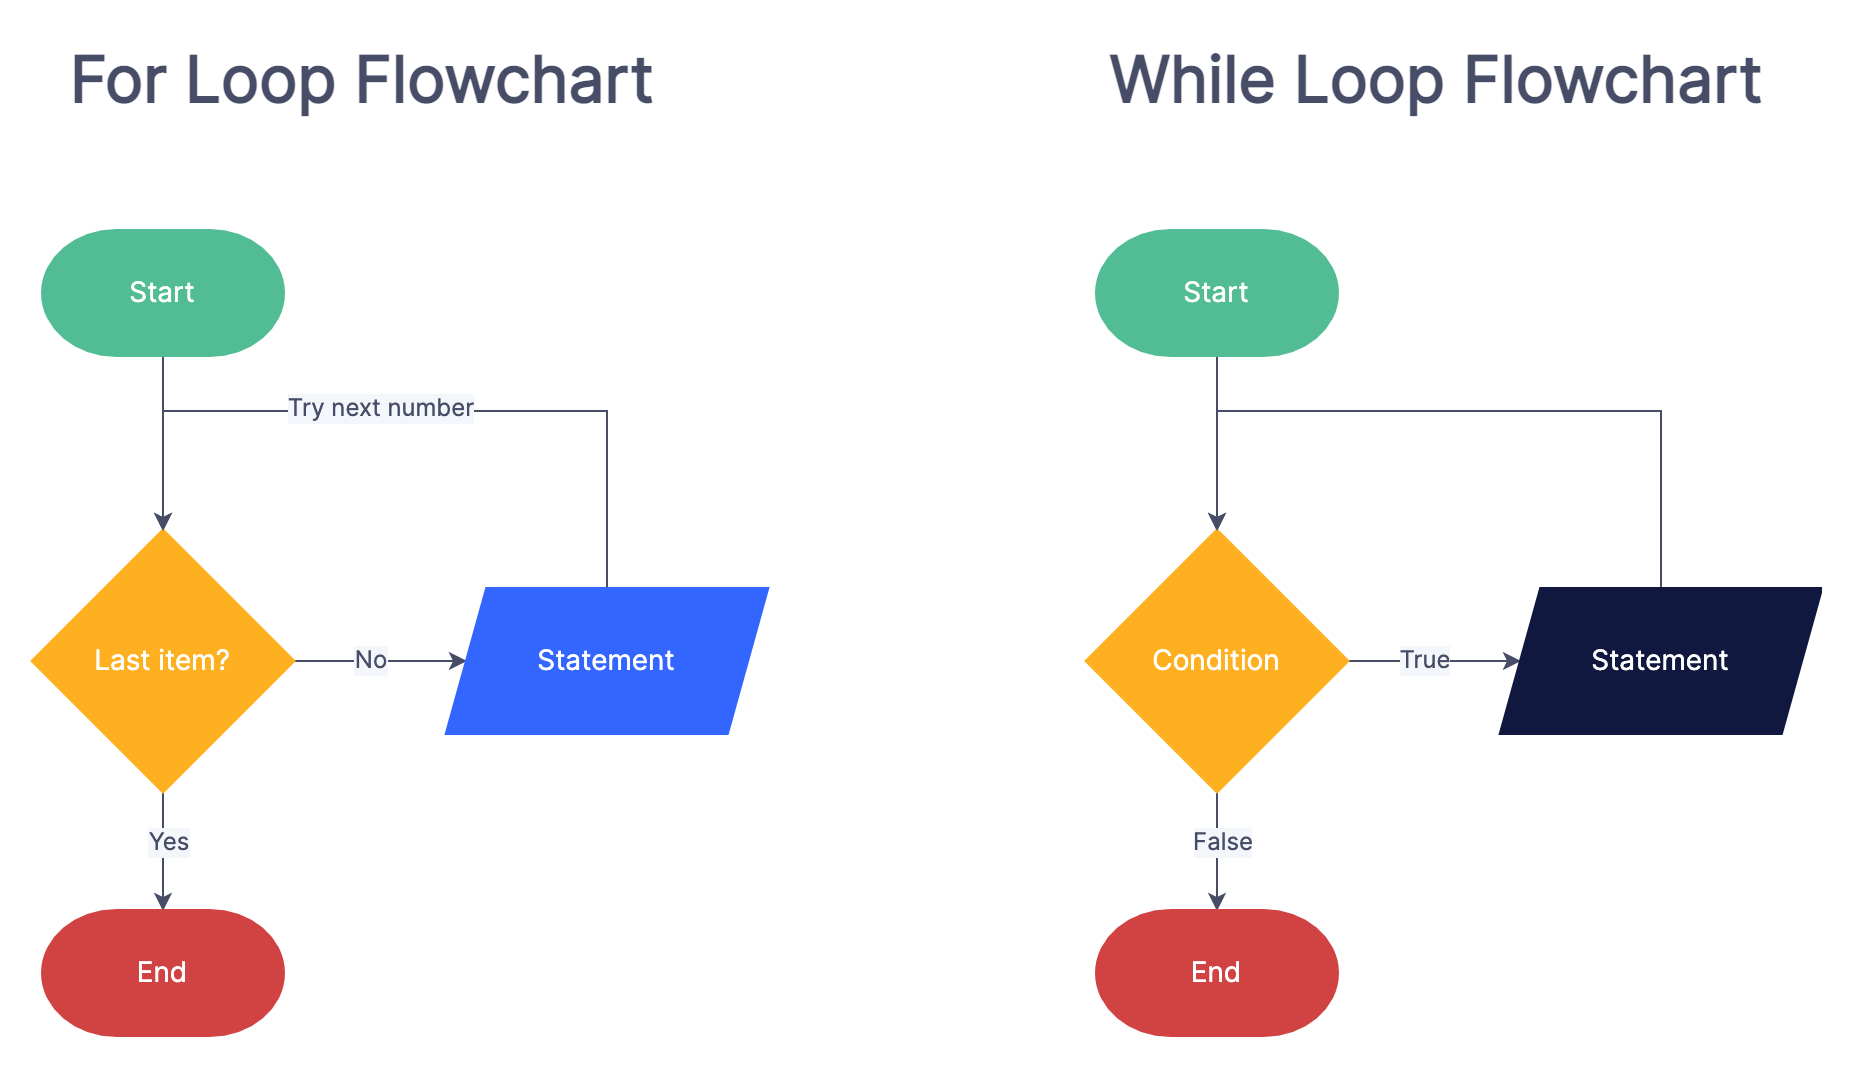 For Loop Flowchart
Start
Try next number
Last item?
No
Statement
Yes
End
While Loop Flowchart
Start
Condition
True
Statement
False
End